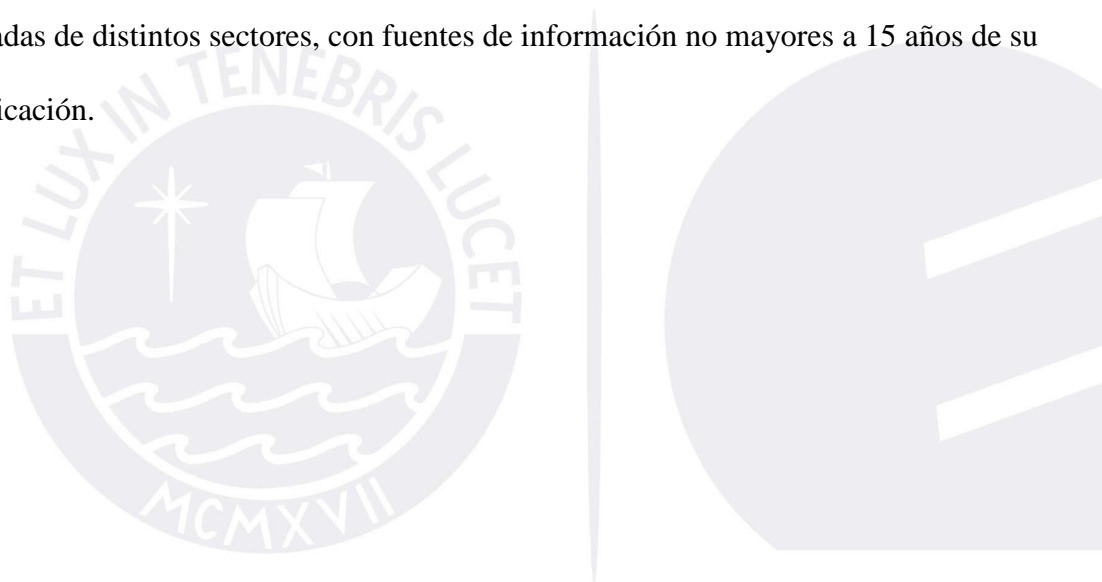 adas de distintos sectores, con fuentes de información no mayores a 15 años de su
icación.
ET LUX IN TENEBRIS LUCET
MCMXVII